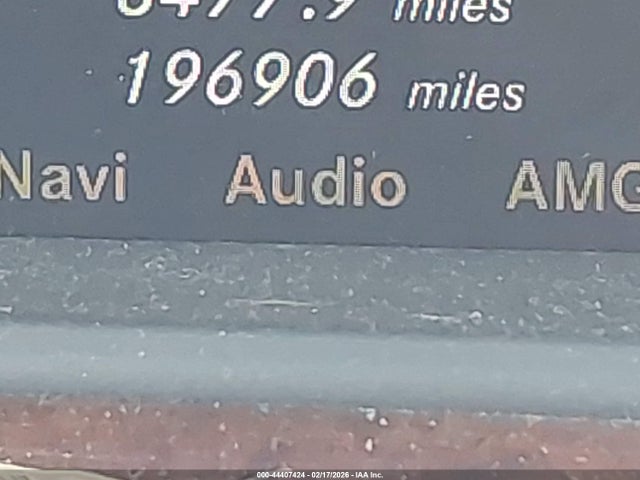 miles
196906 miles
Navi Audio AMG
000-44407424 - 02/17/2026 - IAA Inc.